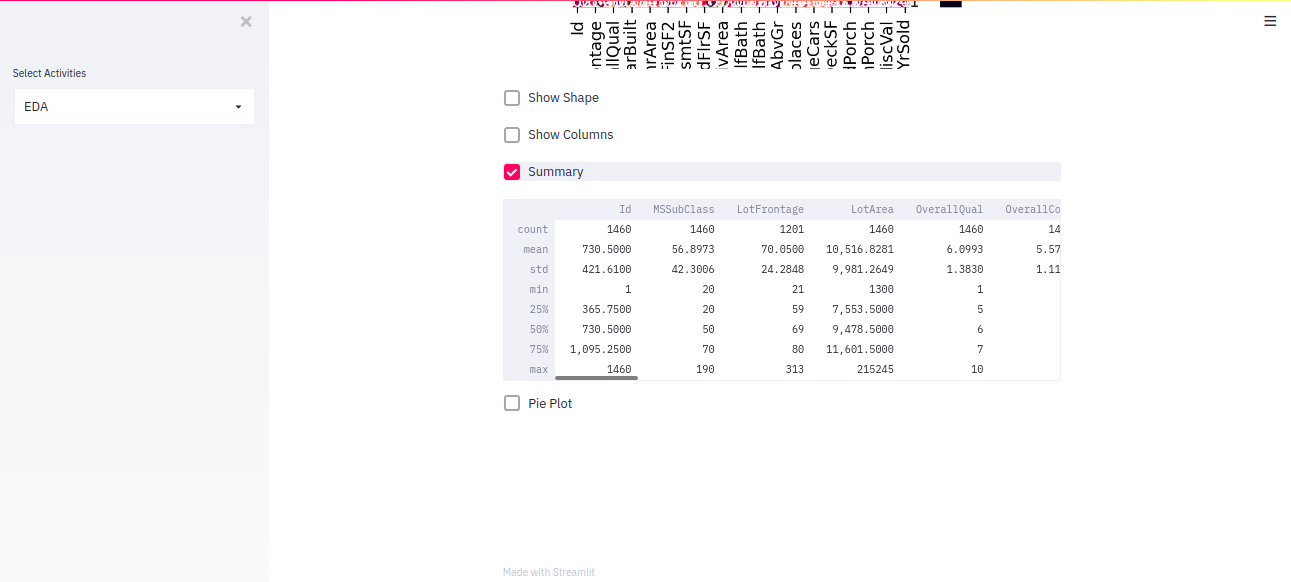 Select Activities
EDA
Id
ntage
llQual
arBuilt
nrArea
FinSF2
smtSF
dFlrSF
ivArea
lfBath
lfBath
AbvGr
places
eCars
eckSF
dPorch
nPorch
iscVal
YrSold
Show Shape
Show Columns
Summary
Id MSSubClass LotFrontage LotArea OverallQual OverallCo
count 1460 1460 1201 1460 1460 14
mean 730.5000 56.8973 70.0500 10,516.8281 6.0993 5.57
std 421.6100 42.3006 24.2848 9,981.2649 1.3830 1.11
min 1 20 21 1300 1
25% 365.7500 20 59 7,553.5000 5
50% 730.5000 50 69 9,478.5000 6
75% 1,095.2500 70 80 11,601.5000 7
max 1460 190 313 215245 10
Pie Plot
Made with Streamlit